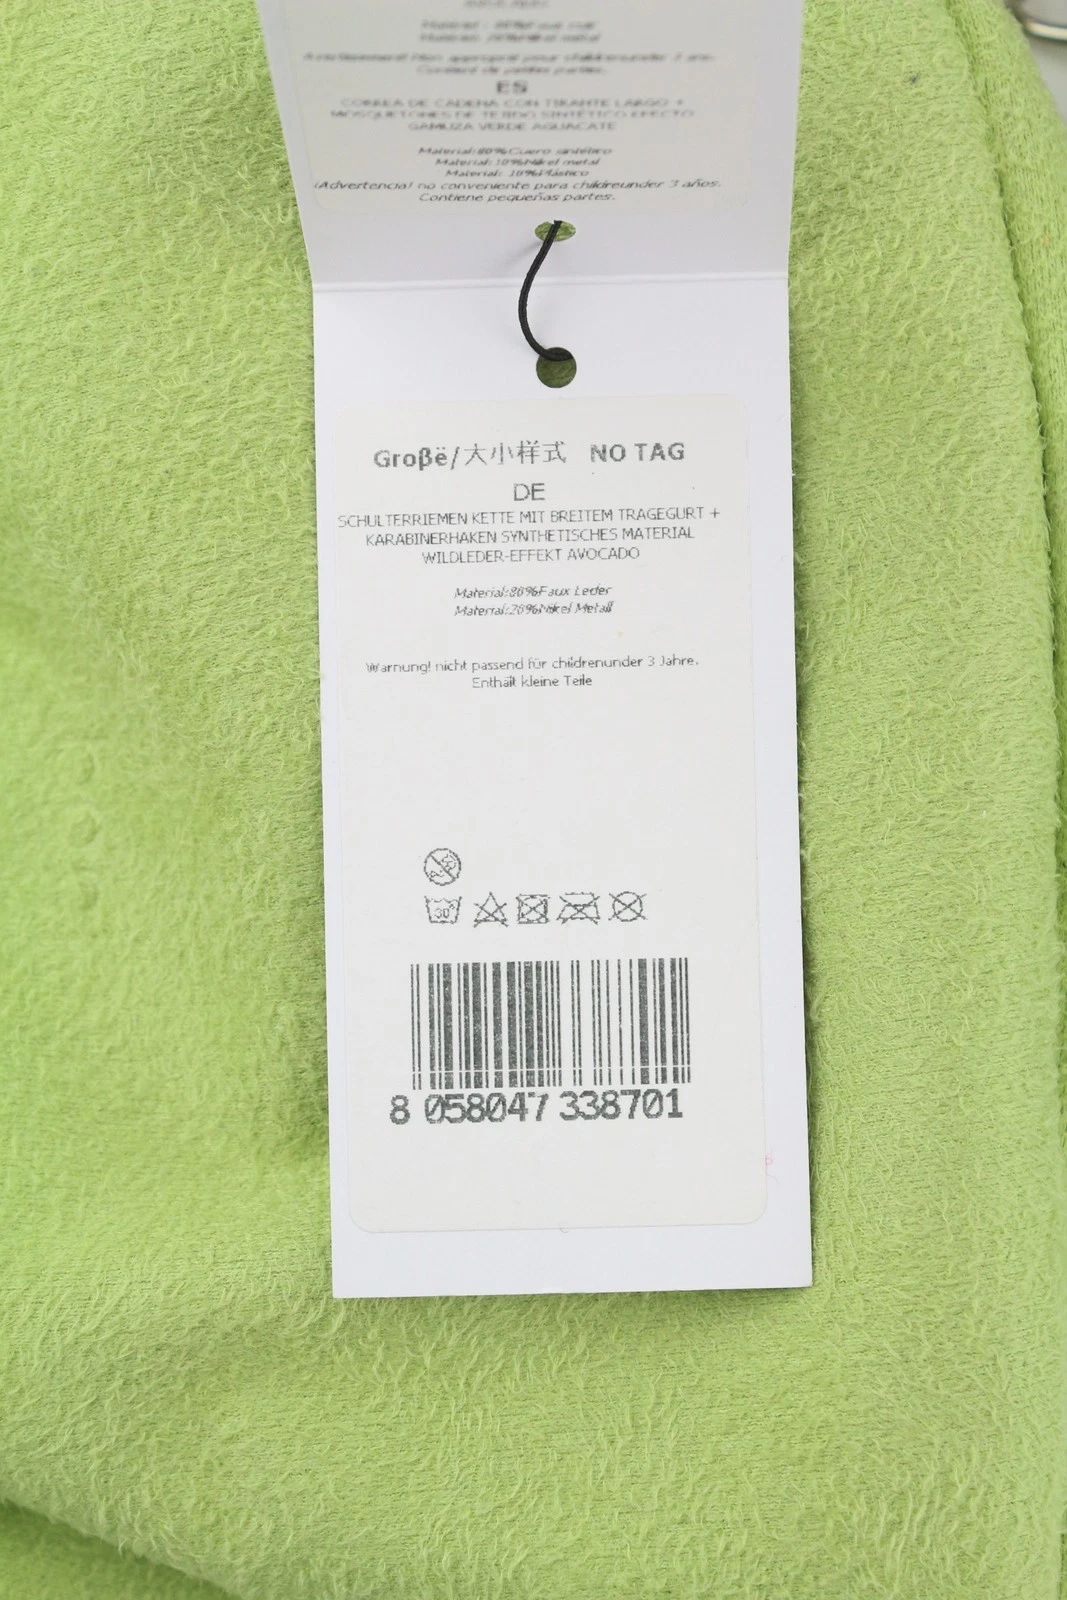 ES
CORREA DE CADENA CON TIRANTE LARGO +
MOSQUETONES DE TEJIDO SINTÉTICO EFECTO
GAMUZA VERDE AGUACATE
Material:80%Cuero sintético
Material:10%Nikel metal
Material: 10%Plástico
¡Advertencia! no conveniente para childreunder 3 años.
Contiene pequeñas partes.
Groβë/大小样式 NO TAG
DE
SCHULTERRIEMEN KETTE MIT BREITEM TRAGEGURT +
KARABINERHAKEN SYNTHETISCHES MATERIAL
WILDLEDER-EFFEKT AVOCADO
Material:80%Faux Leder
Material:20%Nikel Metall
Warnung! nicht passend für childrenunder 3 Jahre.
Enthält kleine Teile
30°
8 058047 338701